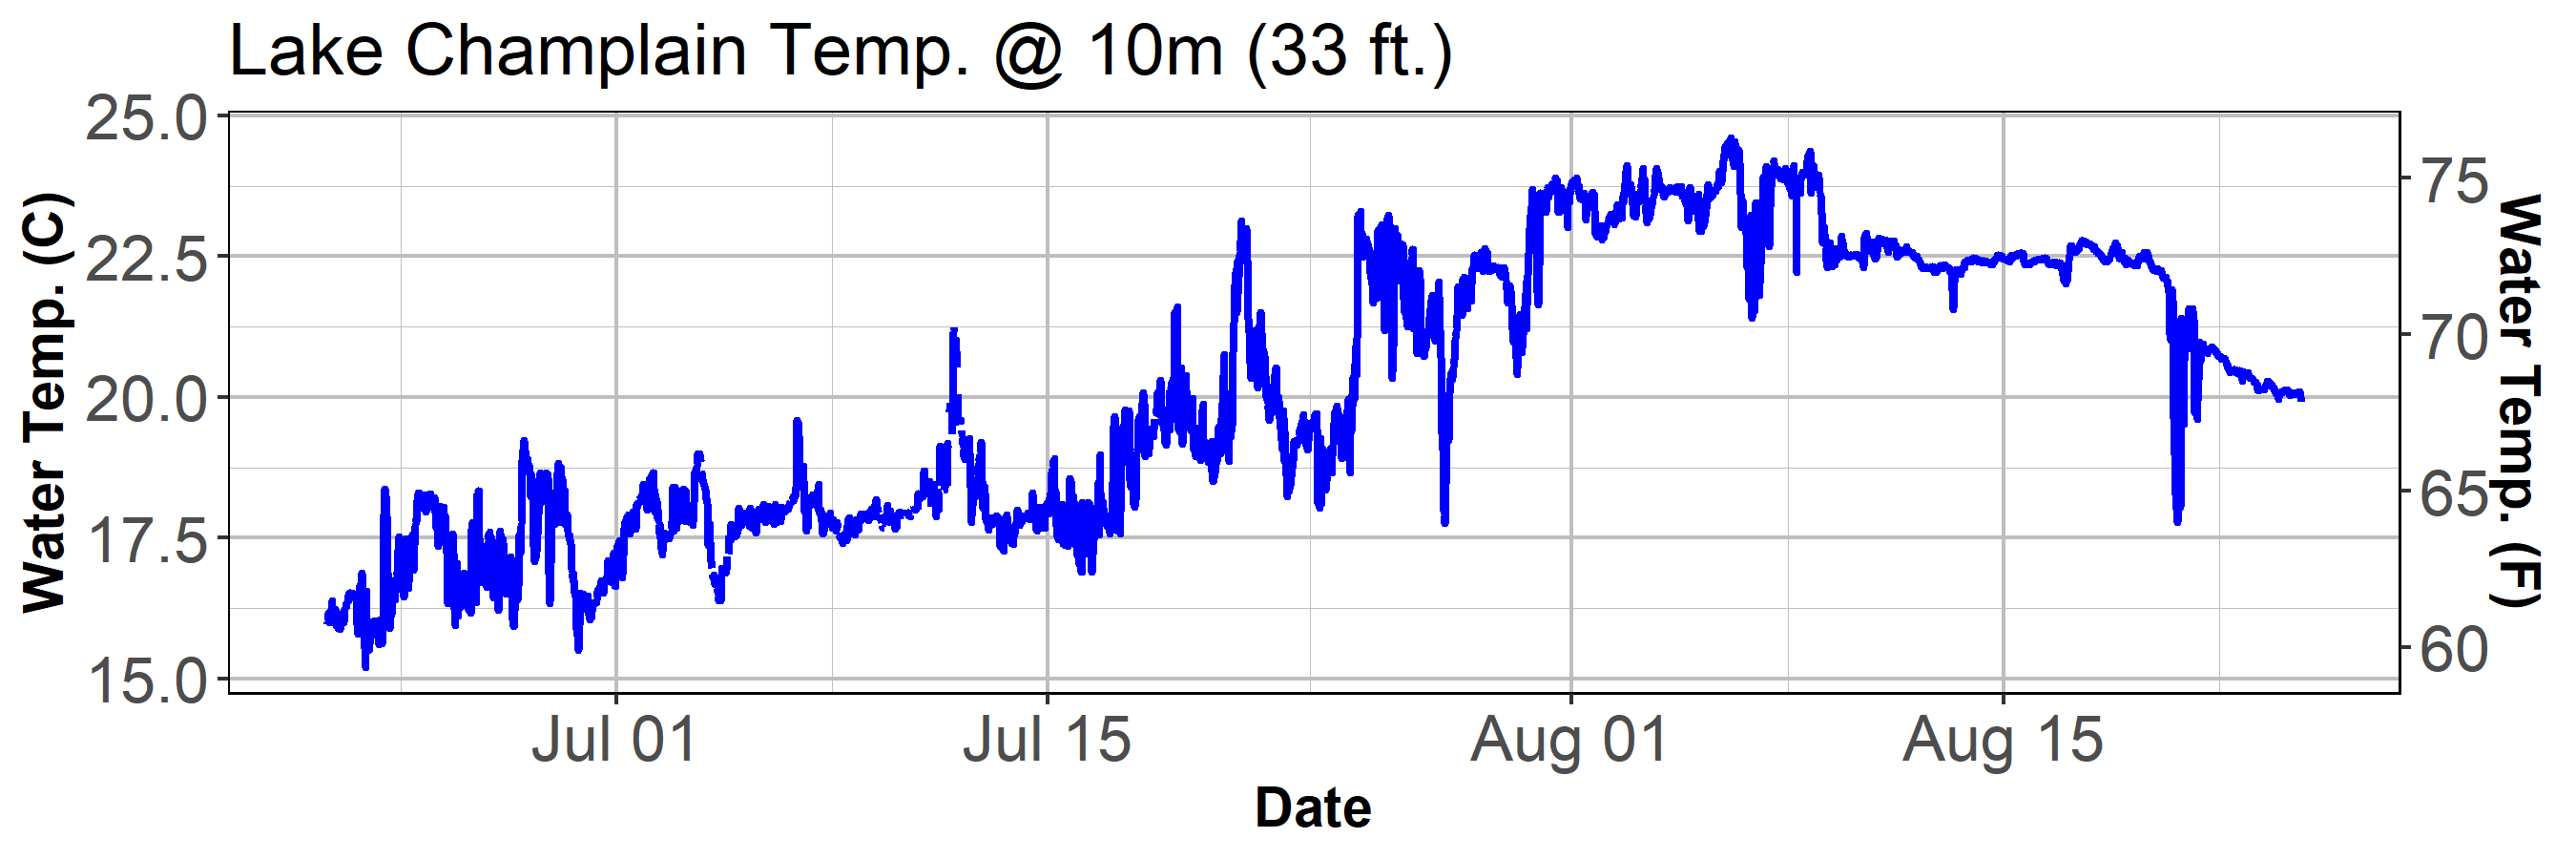 Lake Champlain Temp. @ 10m (33 ft.)
Water Temp. (C)
25.0
22.5
20.0
17.5
15.0
75
70
65
60
Water Temp. (F)
Jul 01
Jul 15
Aug 01
Aug 15
Date